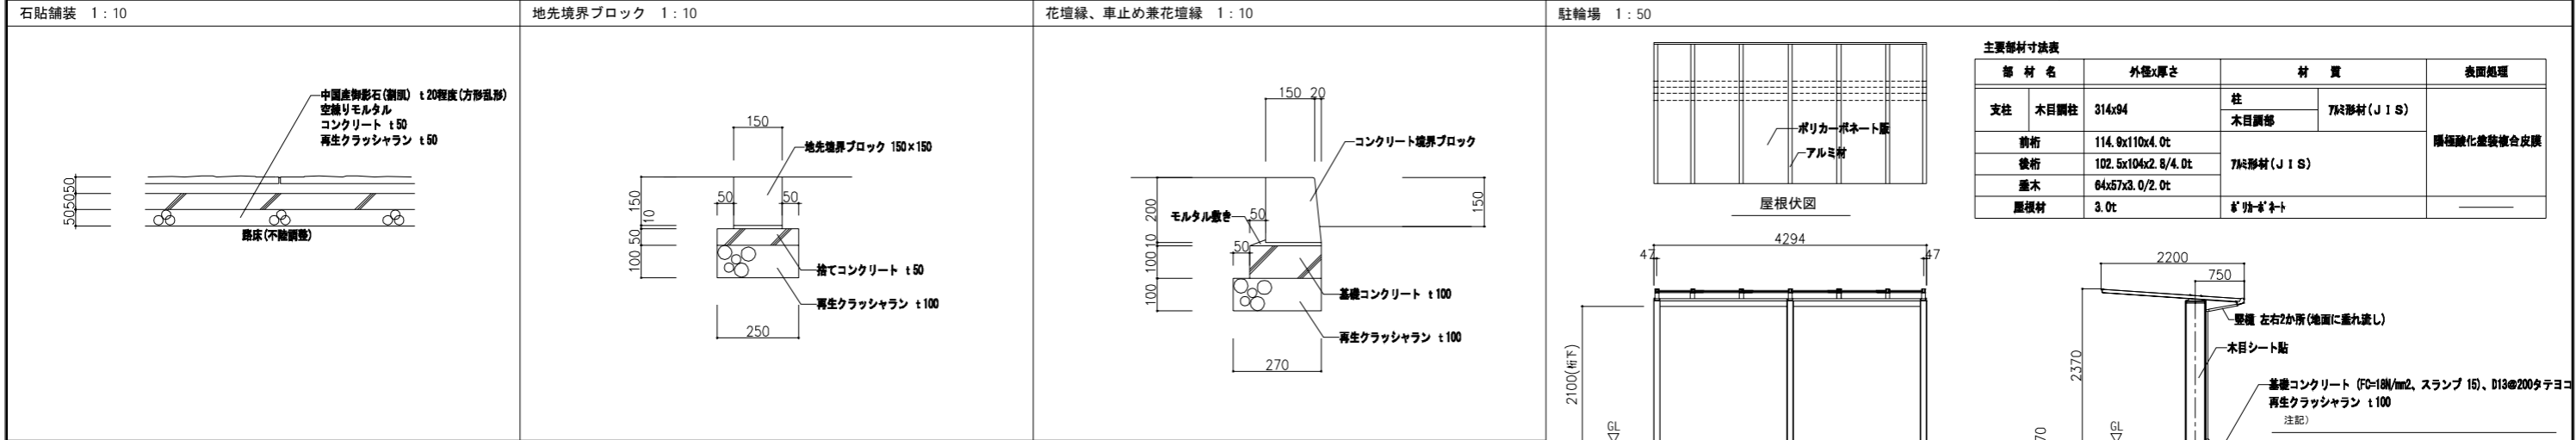 石貼舗装 1:10
中国産御影石(割肌) t20程度(方形乱形)
空練りモルタル
コンクリート t50
再生クラッシャラン t50
50
50
50
路床(不陸調整)
地先境界ブロック 1:10
150
地先境界ブロック 150×150
50
50
150
10
50
100
捨てコンクリート t50
再生クラッシャラン t100
250
花壇縁、車止め兼花壇縁 1:10
150
20
コンクリート境界ブロック
200
10
100
100
150
モルタル敷き
50
50
基礎コンクリート t100
再生クラッシャラン t100
270
駐輪場 1:50
ポリカーボネート版
アルミ材
屋根伏図
主要部材寸法表
部 材 名 外径x厚さ 材 質 表面処理
支柱 木目調柱 314x94 柱 アルミ形材(JIS)
木目調部
陽極酸化塗装複合皮膜
前桁 114.9x110x4.0t
後桁 102.5x104x2.8/4.0t アルミ形材(JIS)
垂木 64x57x3.0/2.0t
屋根材 3.0t ポリカーボネート
4294
47
47
2100(桁下)
GL
2200
750
竪樋 左右2か所(地面に垂れ流し)
木目シート貼
2370
基礎コンクリート (FC=18N/mm2、スランプ 15)、D13@200タテヨコ
再生クラッシャラン t100
注記)
70
GL